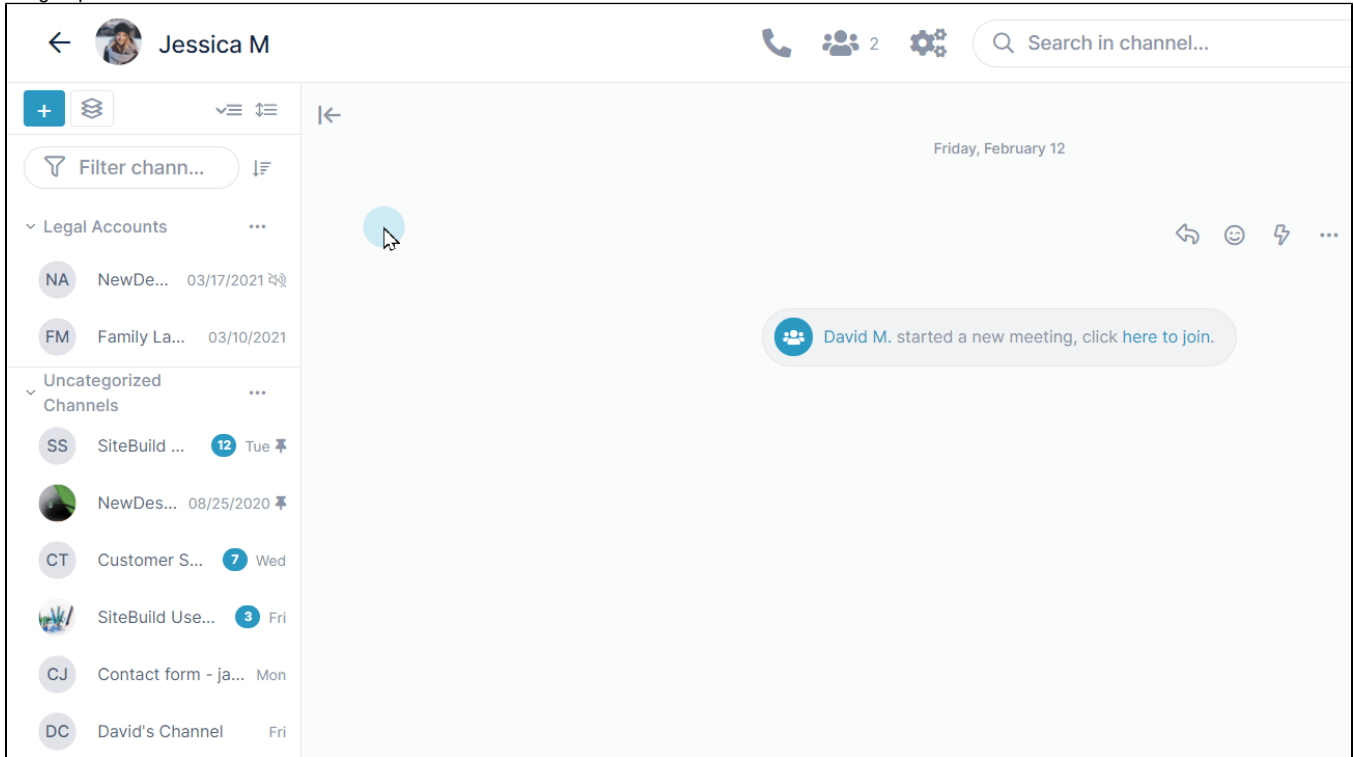 Jessica M
2
Search in channel...
+
Filter chann...
Friday, February 12
Legal Accounts
NA NewDe... 03/17/2021
FM Family La... 03/10/2021
David M. started a new meeting, click here to join.
Uncategorized
Channels
SS SiteBuild ... 12 Tue
NewDes... 08/25/2020
CT Customer S... 7 Wed
SiteBuild Use... 3 Fri
CJ Contact form - ja... Mon
DC David's Channel Fri